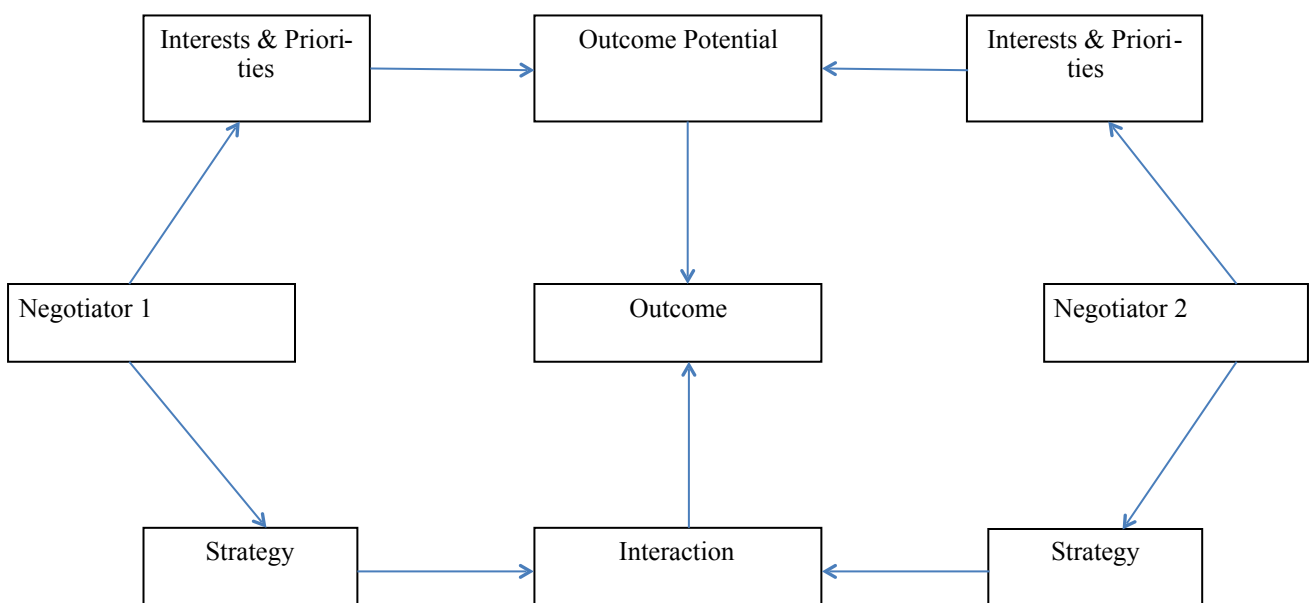 Interests & Priori-
ties
Outcome Potential
Interests & Priori-
ties
Negotiator 1
Outcome
Negotiator 2
Strategy
Interaction
Strategy